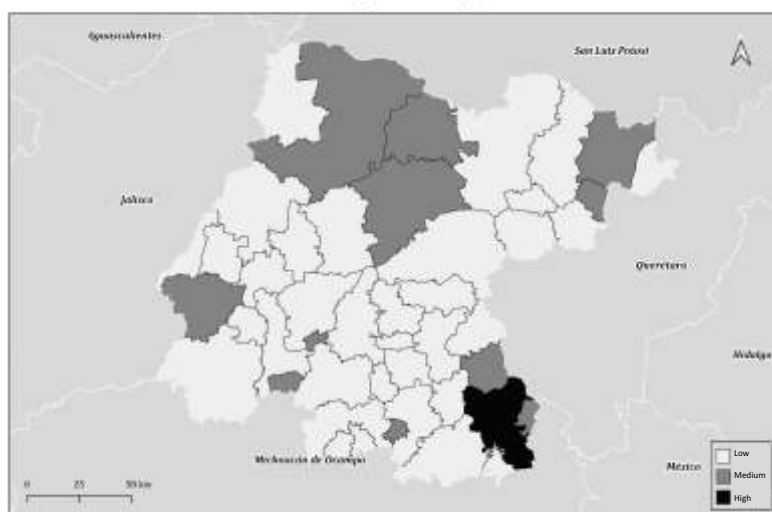 Aguascalientes
San Luis Potosí
Jalisco
Querétaro
Hidalgo
Michoacán de Ocampo
México
Low
Medium
High
0 25 50 km